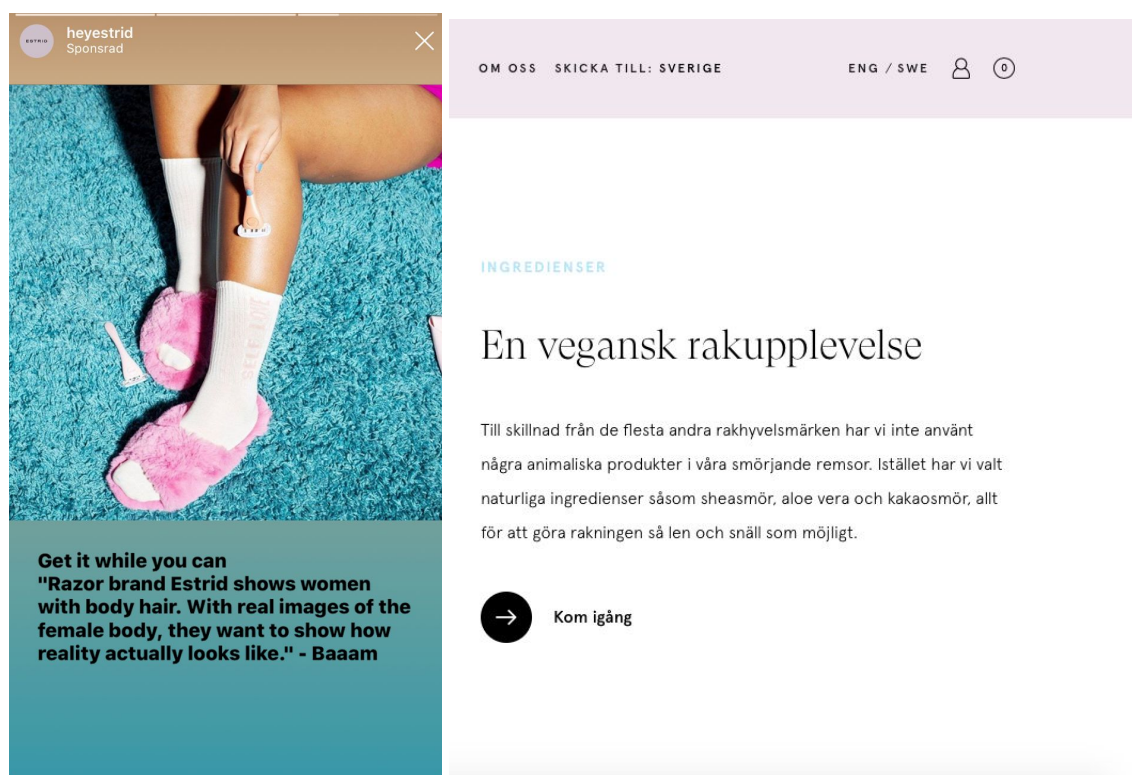 ESTRID
heyestrid
Sponsrad
SELF LOVE
Get it while you can
"Razor brand Estrid shows women
with body hair. With real images of the
female body, they want to show how
reality actually looks like." - Baaam
OM OSS SKICKA TILL: SVERIGE ENG / SWE 0
INGREDIENSER
En vegansk rakupplevelse
Till skillnad från de flesta andra rakhyvelsmärken har vi inte använt
några animaliska produkter i våra smörjande remsor. Istället har vi valt
naturliga ingredienser såsom sheasmör, aloe vera och kakaosmör, allt
för att göra rakningen så len och snäll som möjligt.
Kom igång